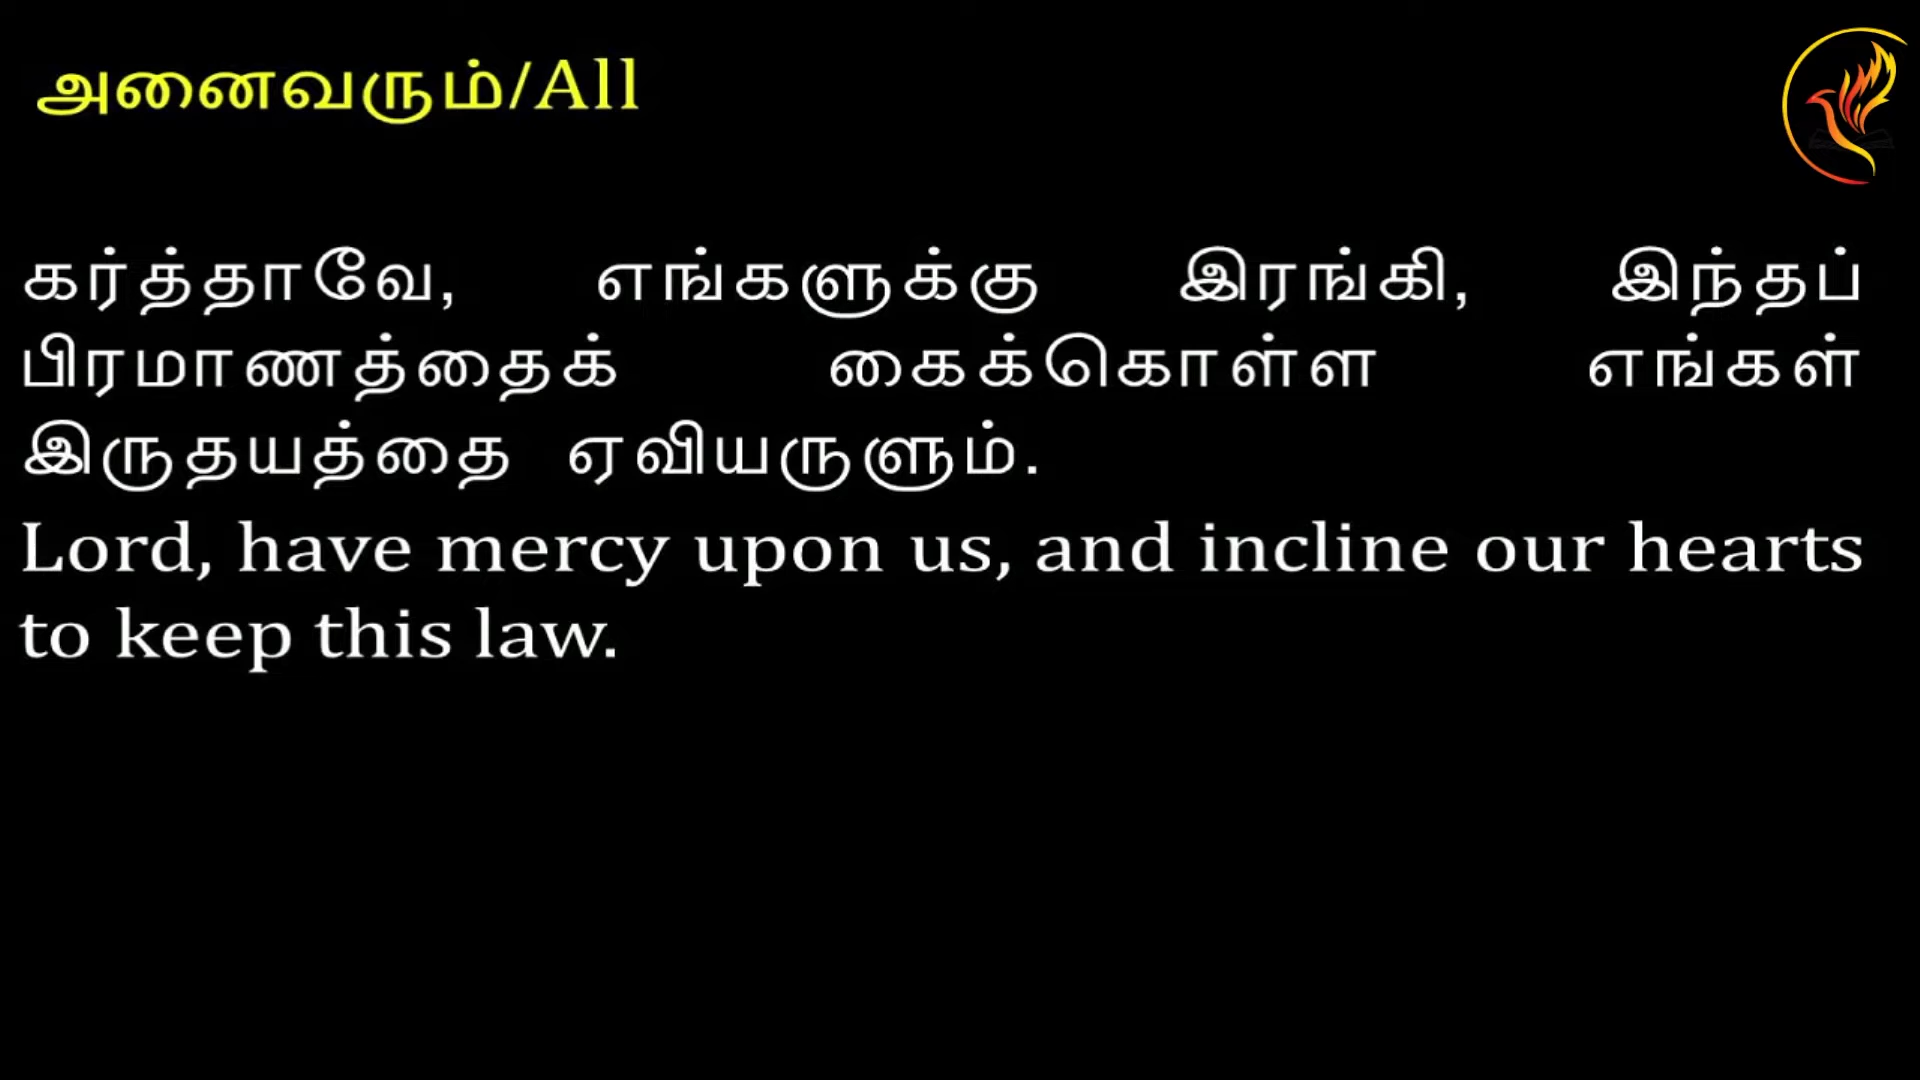 அனைவரும்/All
கர்த்தாவே, எங்களுக்கு இரங்கி, இந்தப்
பிரமாணத்தைக் கைக்கொள்ள எங்கள்
இருதயத்தை ஏவியருளும்.
Lord, have mercy upon us, and incline our hearts
to keep this law.